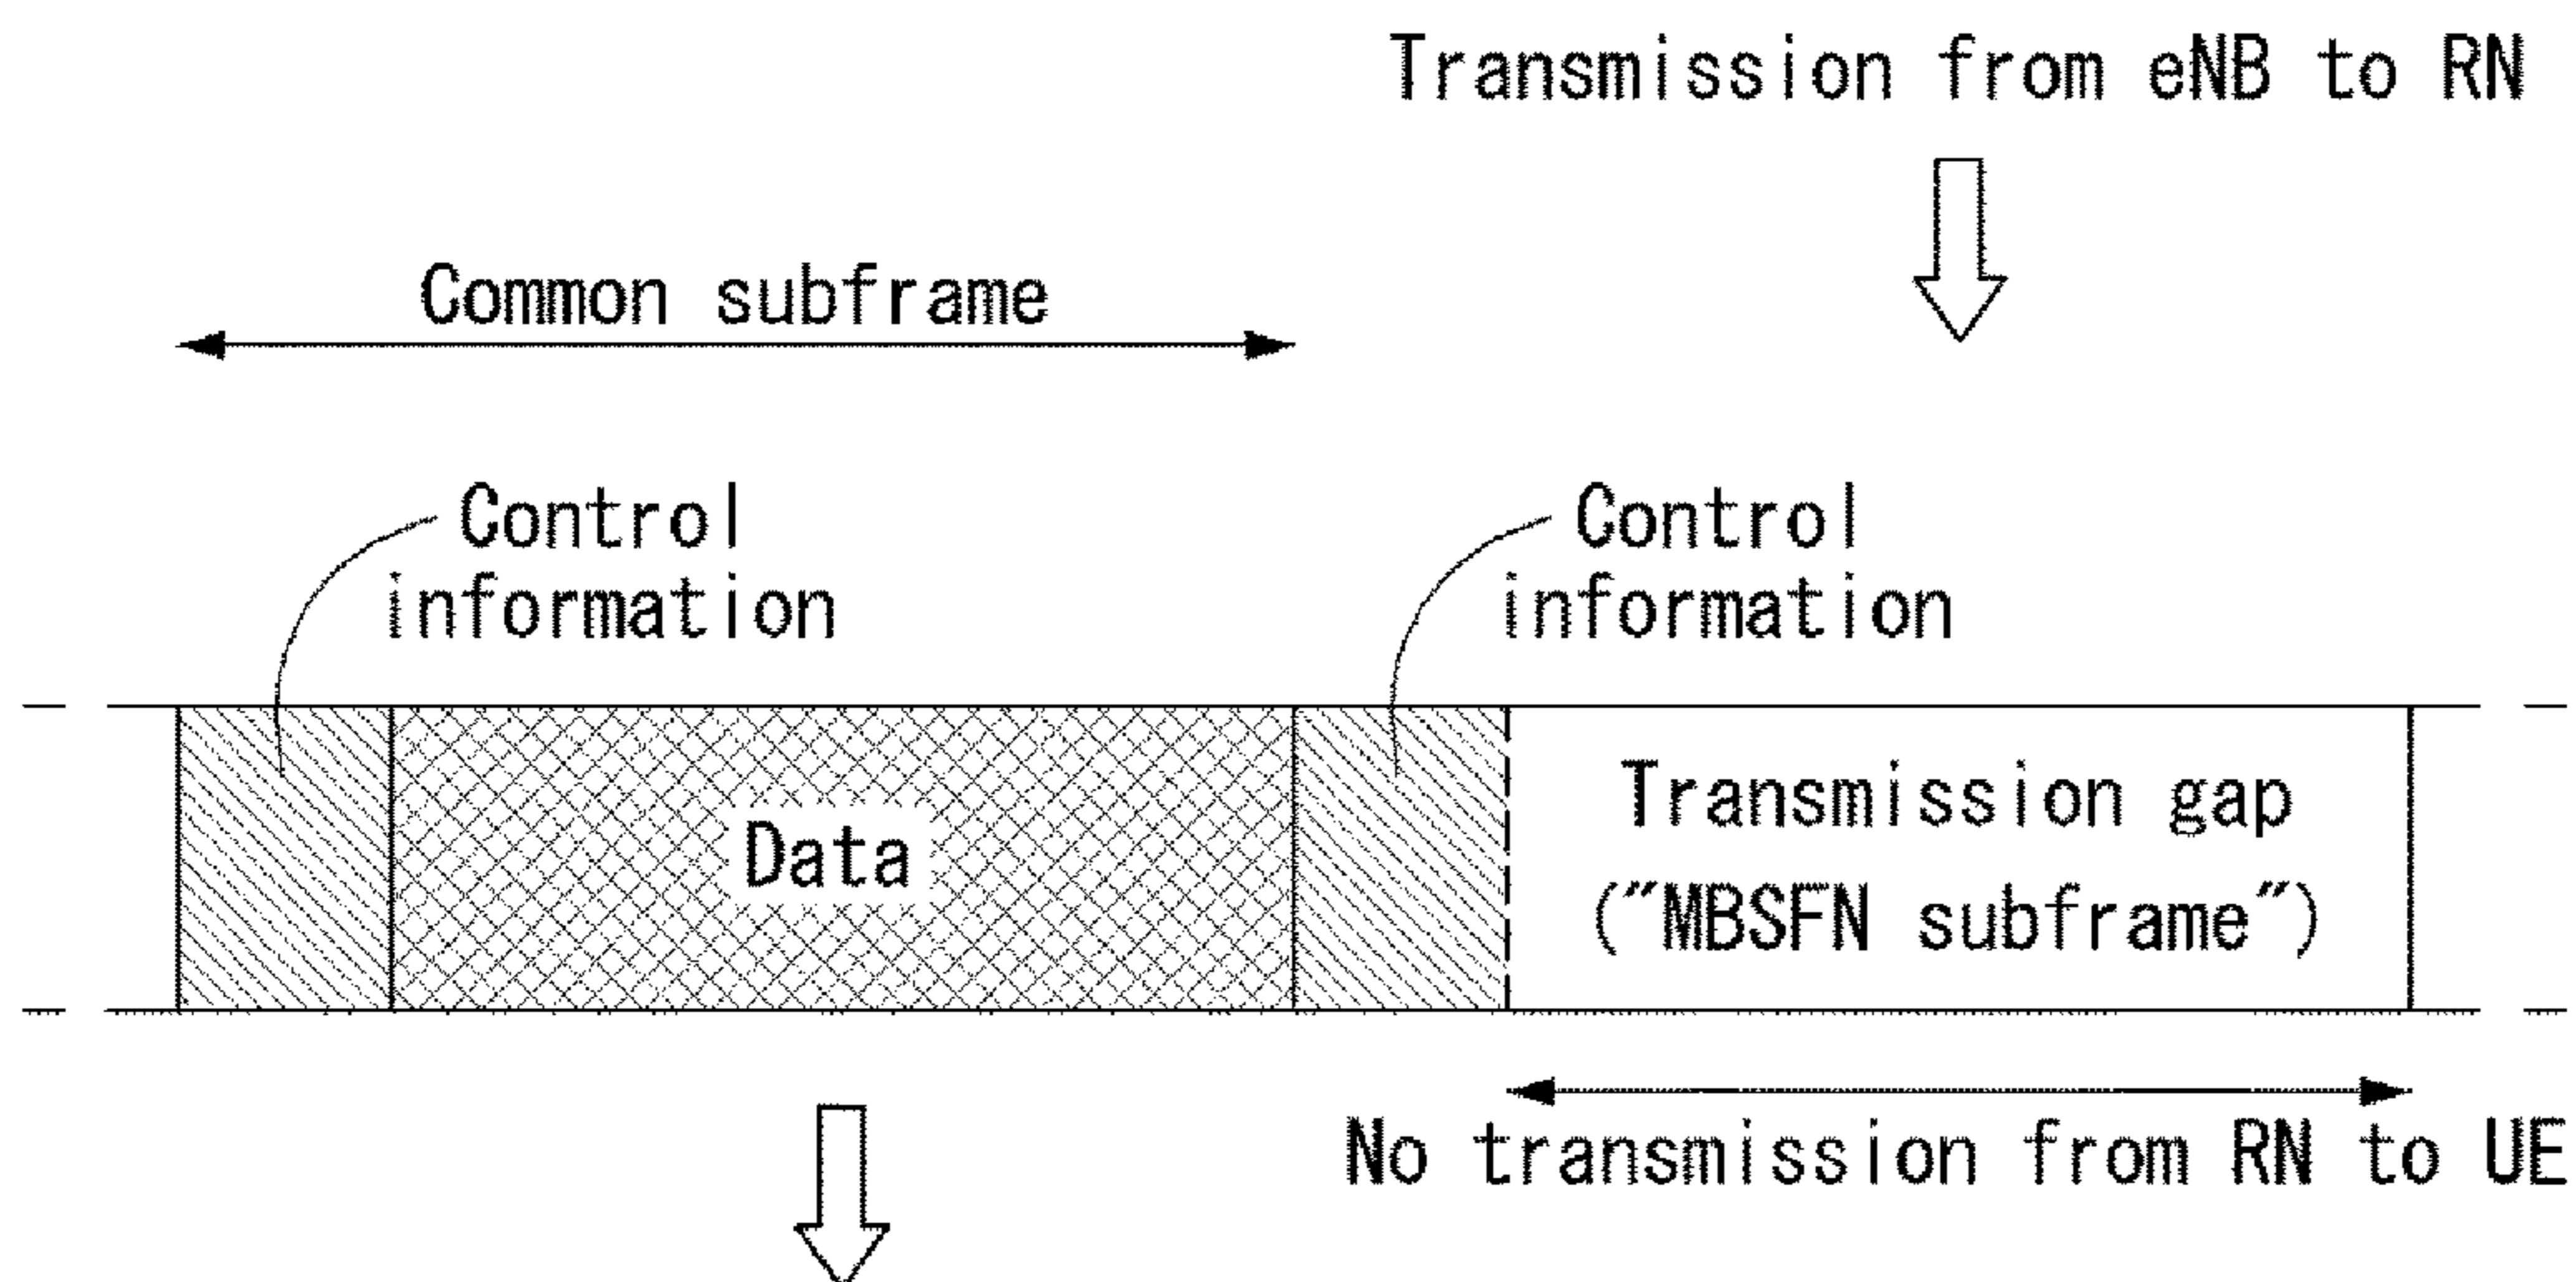 Transmission from eNB to RN
Common subframe
Control
information
Control
information
Data
Transmission gap
("MBSFN subframe")
No transmission from RN to UE